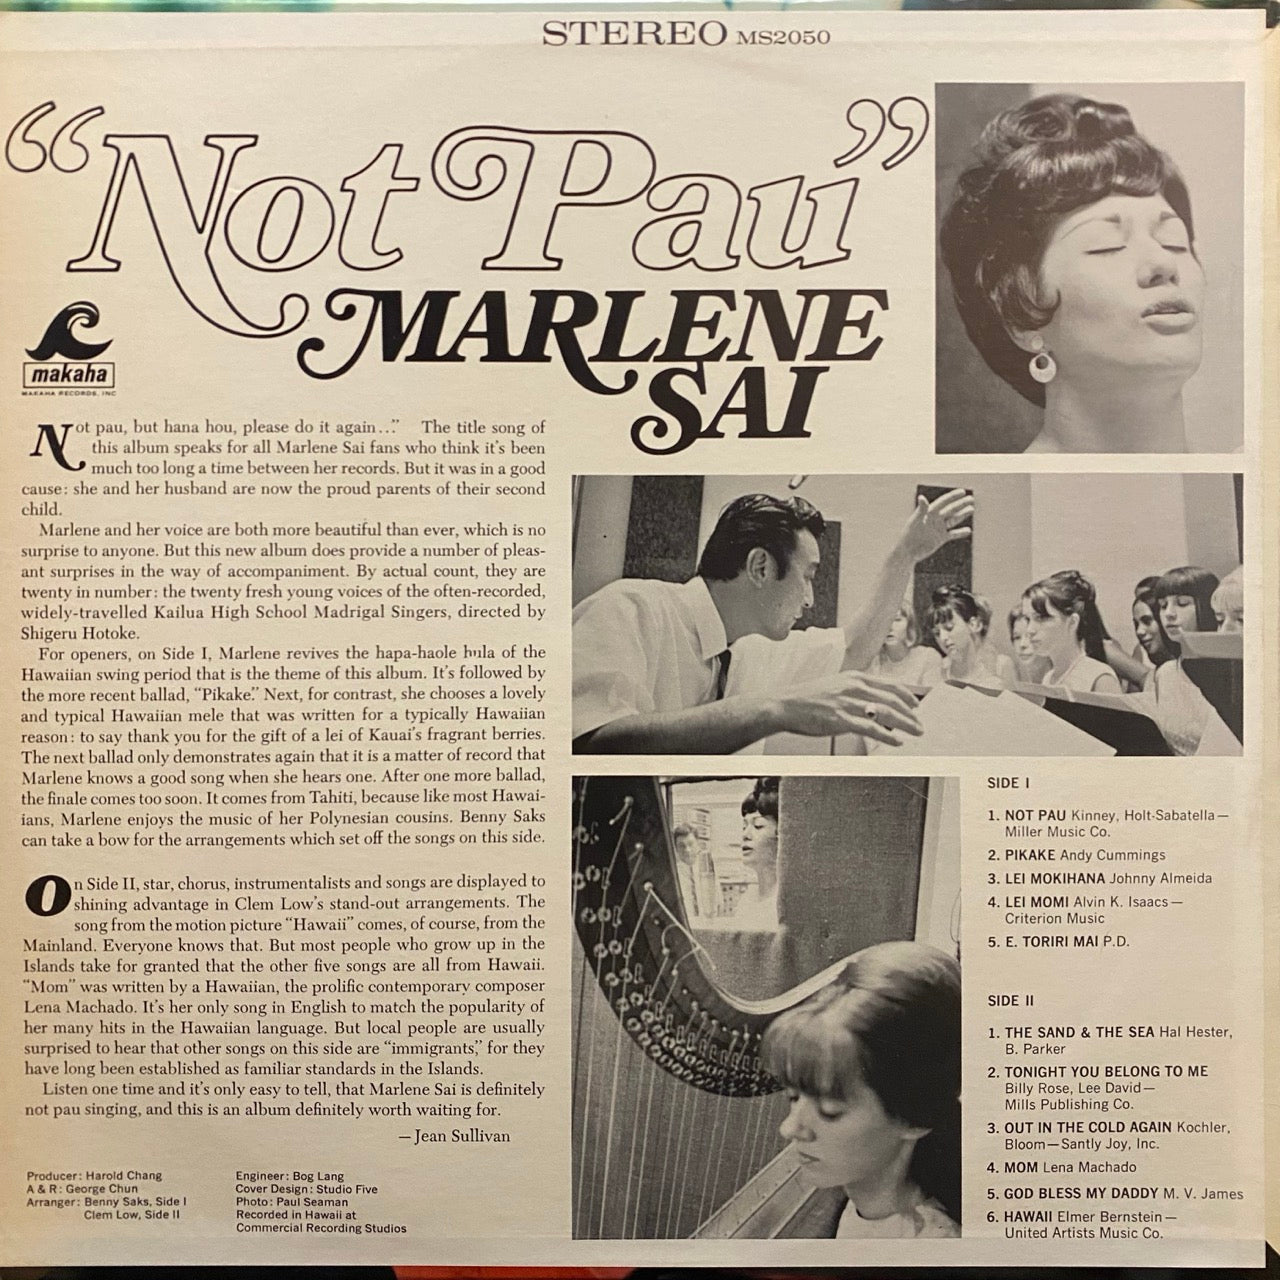 STEREO MS2050
“Not Pau”
MARLENE
SAI
makaha
MAKAHA RECORDS, INC
Not pau, but hana hou, please do it again...” The title song of
this album speaks for all Marlene Sai fans who think it’s been
much too long a time between her records. But it was in a good
cause: she and her husband are now the proud parents of their second
child.
Marlene and her voice are both more beautiful than ever, which is no
surprise to anyone. But this new album does provide a number of pleas-
ant surprises in the way of accompaniment. By actual count, they are
twenty in number: the twenty fresh young voices of the often-recorded,
widely-travelled Kailua High School Madrigal Singers, directed by
Shigeru Hotoke.
For openers, on Side I, Marlene revives the hapa-haole hula of the
Hawaiian swing period that is the theme of this album. It’s followed by
the more recent ballad, “Pikake.” Next, for contrast, she chooses a lovely
and typical Hawaiian mele that was written for a typically Hawaiian
reason: to say thank you for the gift of a lei of Kauai’s fragrant berries.
The next ballad only demonstrates again that it is a matter of record that
Marlene knows a good song when she hears one. After one more ballad,
the finale comes too soon. It comes from Tahiti, because like most Hawai-
ians, Marlene enjoys the music of her Polynesian cousins. Benny Saks
can take a bow for the arrangements which set off the songs on this side.
On Side II, star, chorus, instrumentalists and songs are displayed to
shining advantage in Clem Low’s stand-out arrangements. The
song from the motion picture “Hawaii” comes, of course, from the
Mainland. Everyone knows that. But most people who grow up in the
Islands take for granted that the other five songs are all from Hawaii.
“Mom” was written by a Hawaiian, the prolific contemporary composer
Lena Machado. It’s her only song in English to match the popularity of
her many hits in the Hawaiian language. But local people are usually
surprised to hear that other songs on this side are “immigrants,” for they
have long been established as familiar standards in the Islands.
Listen one time and it’s only easy to tell, that Marlene Sai is definitely
not pau singing, and this is an album definitely worth waiting for.
—Jean Sullivan
Producer: Harold Chang
A & R: George Chun
Arranger: Benny Saks, Side I
Clem Low, Side II
Engineer: Bog Lang
Cover Design: Studio Five
Photo: Paul Seaman
Recorded in Hawaii at
Commercial Recording Studios
SIDE I
1. NOT PAU Kinney, Holt-Sabatella—
Miller Music Co.
2. PIKAKE Andy Cummings
3. LEI MOKIHANA Johnny Almeida
4. LEI MOMI Alvin K. Isaacs—
Criterion Music
5. E. TORIRI MAI P.D.
SIDE II
1. THE SAND & THE SEA Hal Hester,
B. Parker
2. TONIGHT YOU BELONG TO ME
Billy Rose, Lee David—
Mills Publishing Co.
3. OUT IN THE COLD AGAIN Kochler,
Bloom—Santly Joy, Inc.
4. MOM Lena Machado
5. GOD BLESS MY DADDY M. V. James
6. HAWAII Elmer Bernstein—
United Artists Music Co.